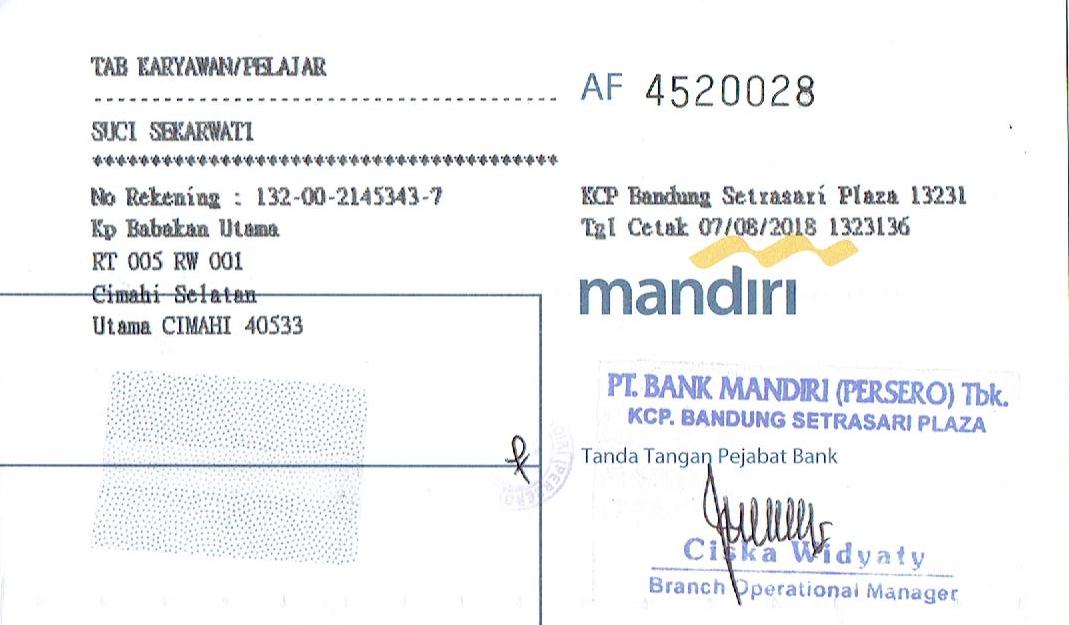 TAB KARYAWAN/PELAJAR
----------------------------------------
SUCI SEKARWATI
****************************************
No Rekening : 132-00-2145343-7
Kp Babakan Utama
RT 005 RW 001
Cimahi Selatan
Utama CIMAHI 40533
AF 4520028
KCP Bandung Setrasari Plaza 13231
Tgl Cetak 07/08/2018 1323136
mandiri
PT. BANK MANDIRI (PERSERO) Tbk.
KCP. BANDUNG SETRASARI PLAZA
Tanda Tangan Pejabat Bank
Ciska Widyaty
Branch Operational Manager